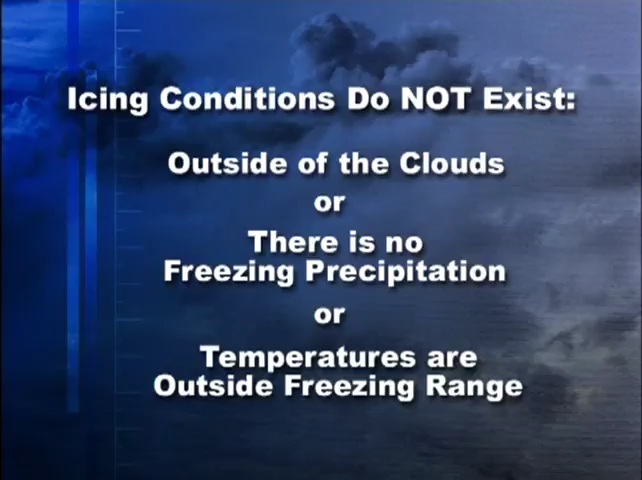 Icing Conditions Do NOT Exist:
Outside of the Clouds
or
There is no
Freezing Precipitation
or
Temperatures are
Outside Freezing Range